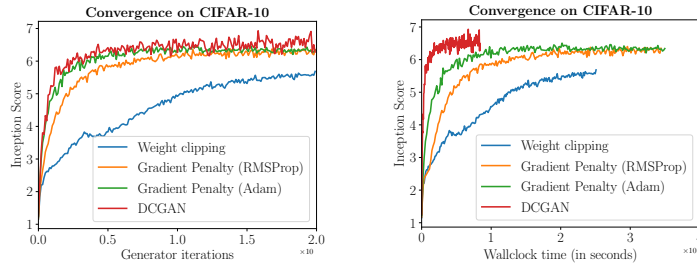 Convergence on CIFAR-10
Inception Score
7
6
5
4
3
2
1
Weight clipping
Gradient Penalty (RMSProp)
Gradient Penalty (Adam)
DCGAN
0.0 0.5 1.0 1.5 2.0
×10
Generator iterations
Convergence on CIFAR-10
Inception Score
7
6
5
4
3
2
1
Weight clipping
Gradient Penalty (RMSProp)
Gradient Penalty (Adam)
DCGAN
0 1 2 3
×10
Wallclock time (in seconds)